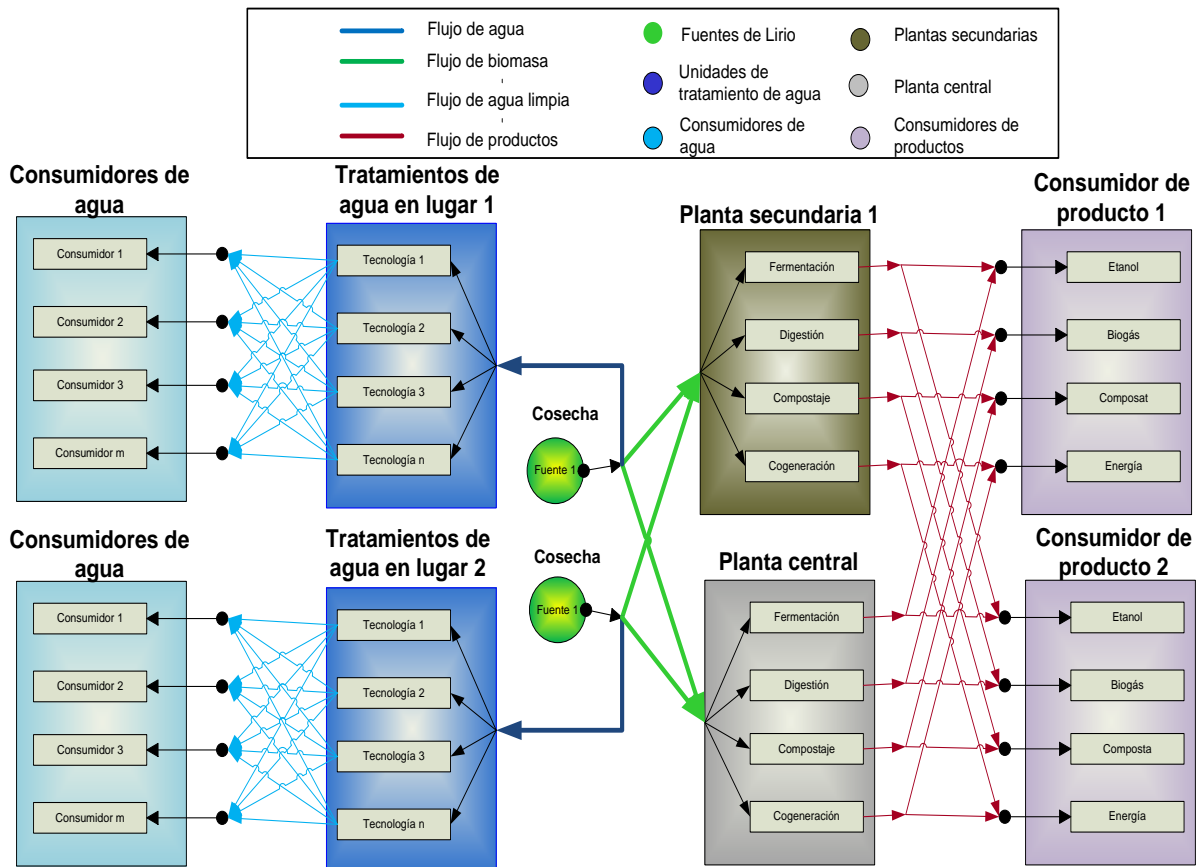 Flujo de agua
Flujo de biomasa
Flujo de agua limpia
Flujo de productos
Fuentes de Lirio
Unidades de
tratamiento de agua
Consumidores de
agua
Plantas secundarias
Planta central
Consumidores de
productos
Consumidores de
agua
Consumidor 1
Consumidor 2
Consumidor 3
Consumidor m
Tratamientos de
agua en lugar 1
Tecnología 1
Tecnología 2
Tecnología 3
Tecnología n
Cosecha
Fuente 1
Planta secundaria 1
Fermentación
Digestión
Compostaje
Cogeneración
Consumidor de
producto 1
Etanol
Biogás
Composat
Energía
Consumidores de
agua
Consumidor 1
Consumidor 2
Consumidor 3
Consumidor m
Tratamientos de
agua en lugar 2
Tecnología 1
Tecnología 2
Tecnología 3
Tecnología n
Cosecha
Fuente 1
Planta central
Fermentación
Digestión
Compostaje
Cogeneración
Consumidor de
producto 2
Etanol
Biogás
Composta
Energía